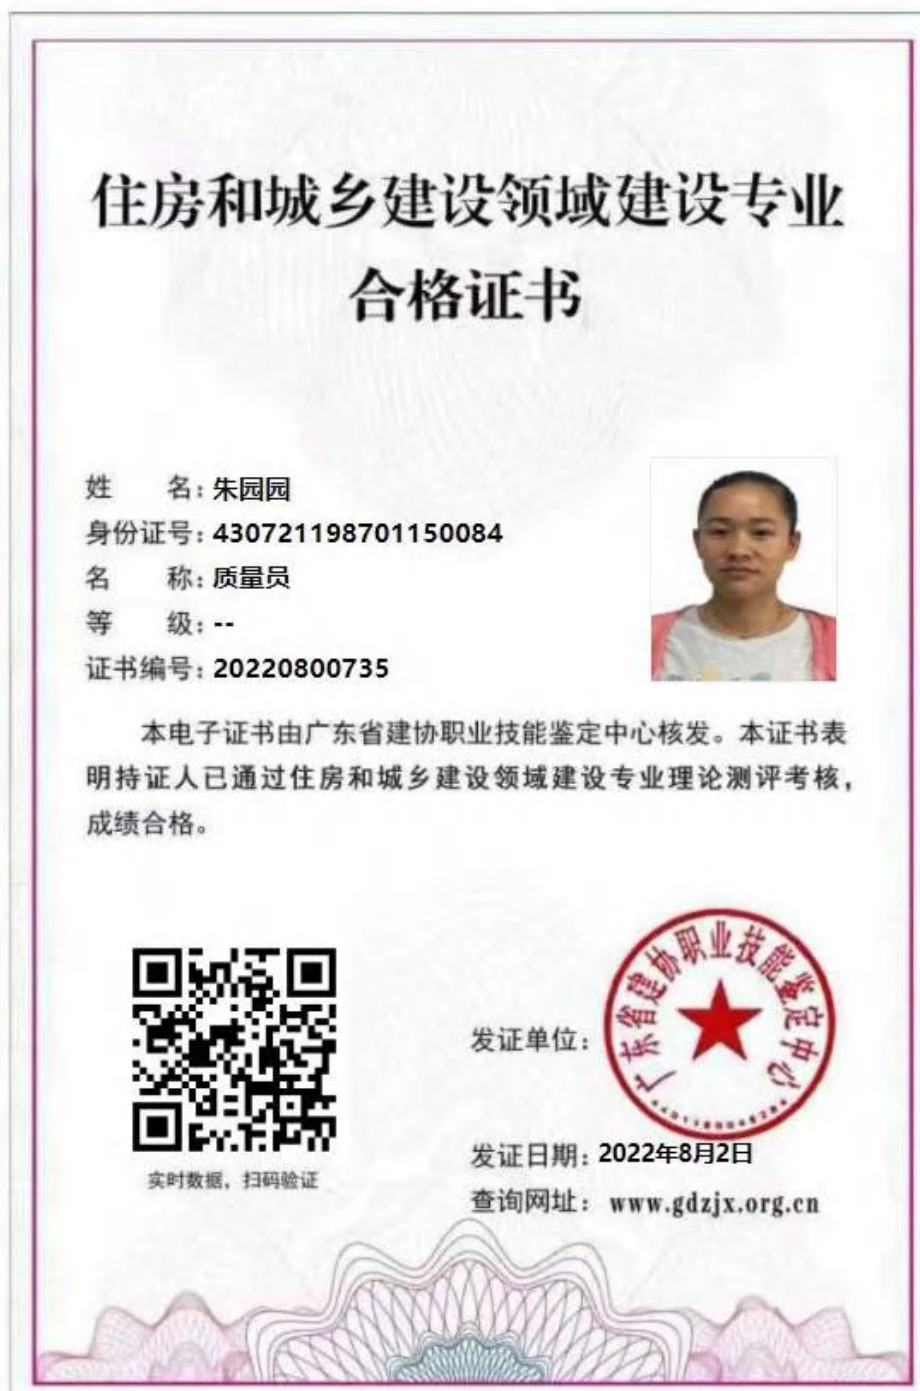 住房和城乡建设领域建设专业
合格证书
姓 名：朱园园
身份证号：430721198701150084
名 称：质量员
等 级：--
证书编号：20220800735
本电子证书由广东省建协职业技能鉴定中心核发。本证书表
明持证人已通过住房和城乡建设领域建设专业理论测评考核，
成绩合格。
广东省建协职业技能鉴定中心
发证单位：
发证日期：2022年8月2日
实时数据，扫码验证
查询网址：www.gdzjx.org.cn